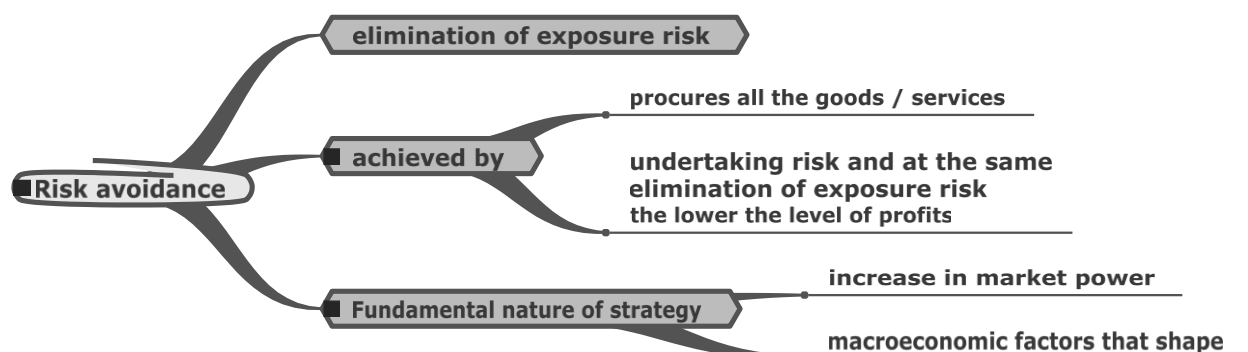 elimination of exposure risk
procures all the goods / services
achieved by
undertaking risk and at the same
elimination of exposure risk
the lower the level of profits
Risk avoidance
increase in market power
Fundamental nature of strategy
macroeconomic factors that shape